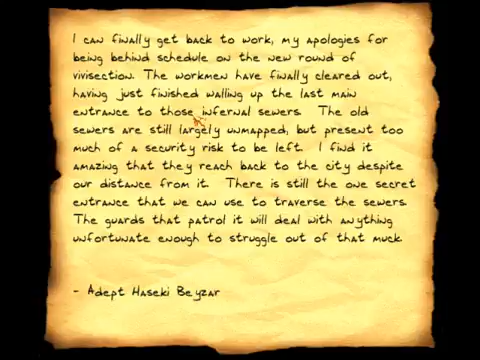 I can finally get back to work, my apologies for
being behind schedule on the new round of
vivisection. The workmen have finally cleared out,
having just finished walling up the last main
entrance to those infernal sewers. The old
sewers are still largely unmapped, but present too
much of a security risk to be left. I find it
amazing that they reach back to the city despite
our distance from it. There is still the one secret
entrance that we can use to traverse the sewers.
The guards that patrol it will deal with anything
unfortunate enough to struggle out of that muck.
- Adept Haseki Beyzar